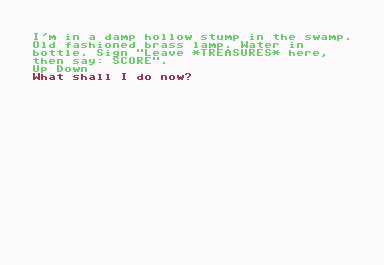 I'm in a damp hollow stump in the swamp.
Old fashioned brass lamp. Water in
bottle. Sign "Leave *TREASURES* here,
then say: SCORE".
Up Down
What shall I do now?